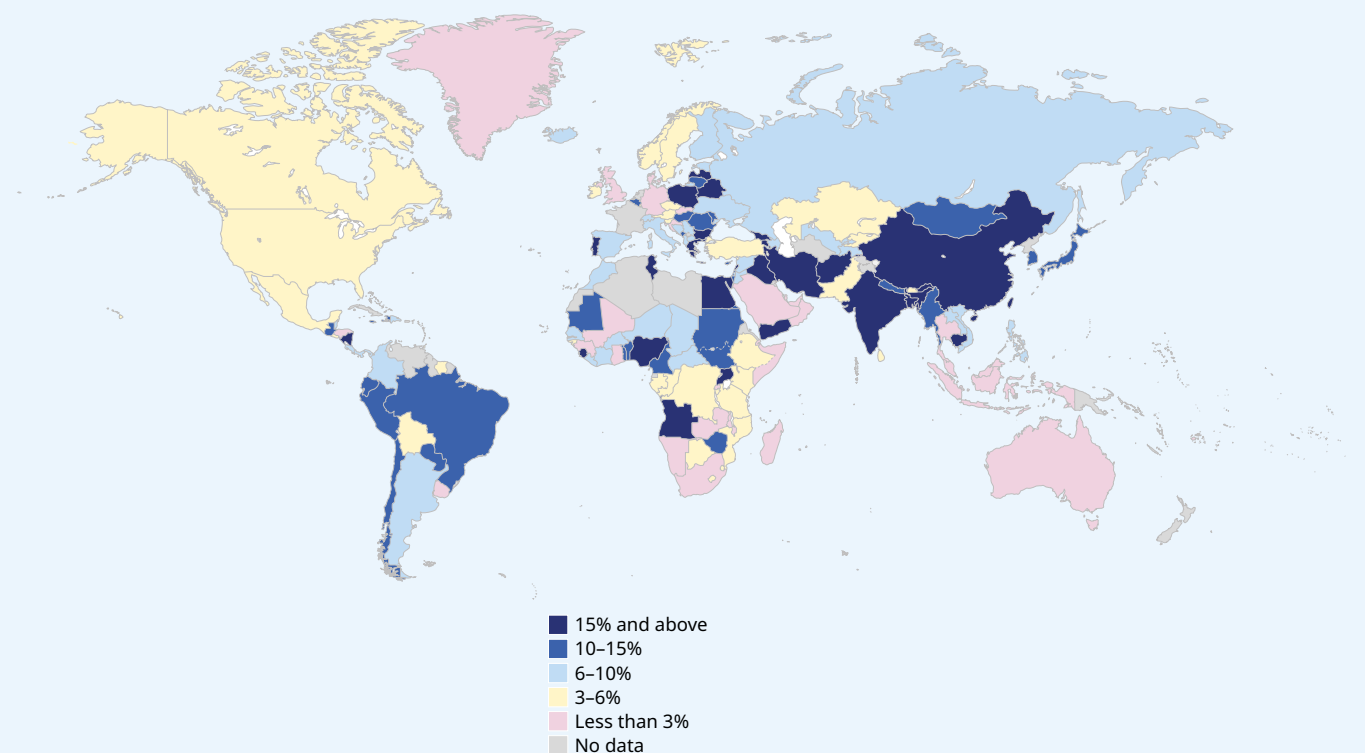 15% and above
10–15%
6–10%
3–6%
Less than 3%
No data